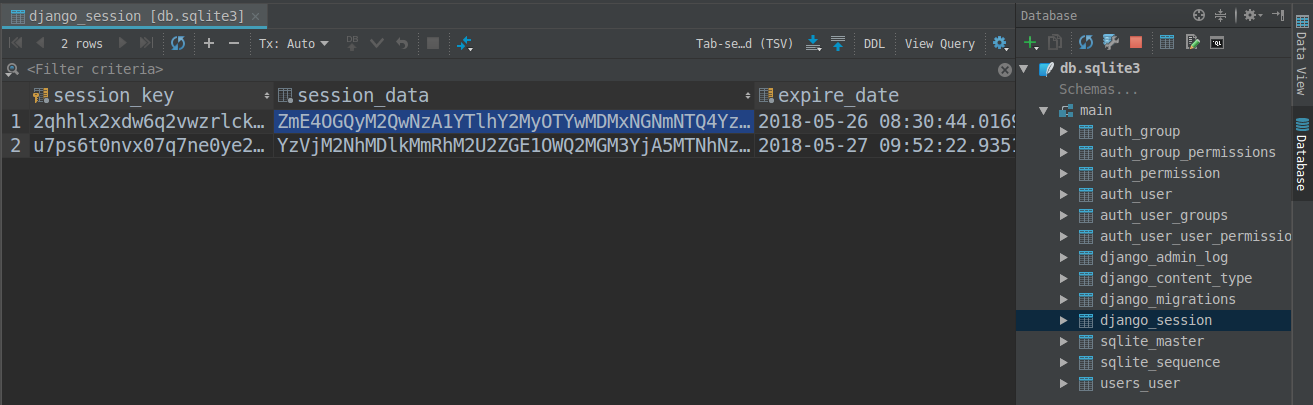 django_session [db.sqlite3]
2 rows Tx: Auto DB Tab-se…d (TSV) DDL View Query
<Filter criteria>
session_key session_data expire_date
1 2qhhlx2xdw6q2vwzrlck… ZmE4OGQyM2QwNzA1YTlhY2MyOTYwMDMxNGNmNTQ4Yz… 2018-05-26 08:30:44.0169
2 u7ps6t0nvx07q7ne0ye2… YzVjM2NhMDlkMmRhM2U2ZGE1OWQ2MGM3YjA5MTNhNz… 2018-05-27 09:52:22.9351
Database
db.sqlite3
Schemas...
main
auth_group
auth_group_permissions
auth_permission
auth_user
auth_user_groups
auth_user_user_permissio
django_admin_log
django_content_type
django_migrations
django_session
sqlite_master
sqlite_sequence
users_user
Data View
Database